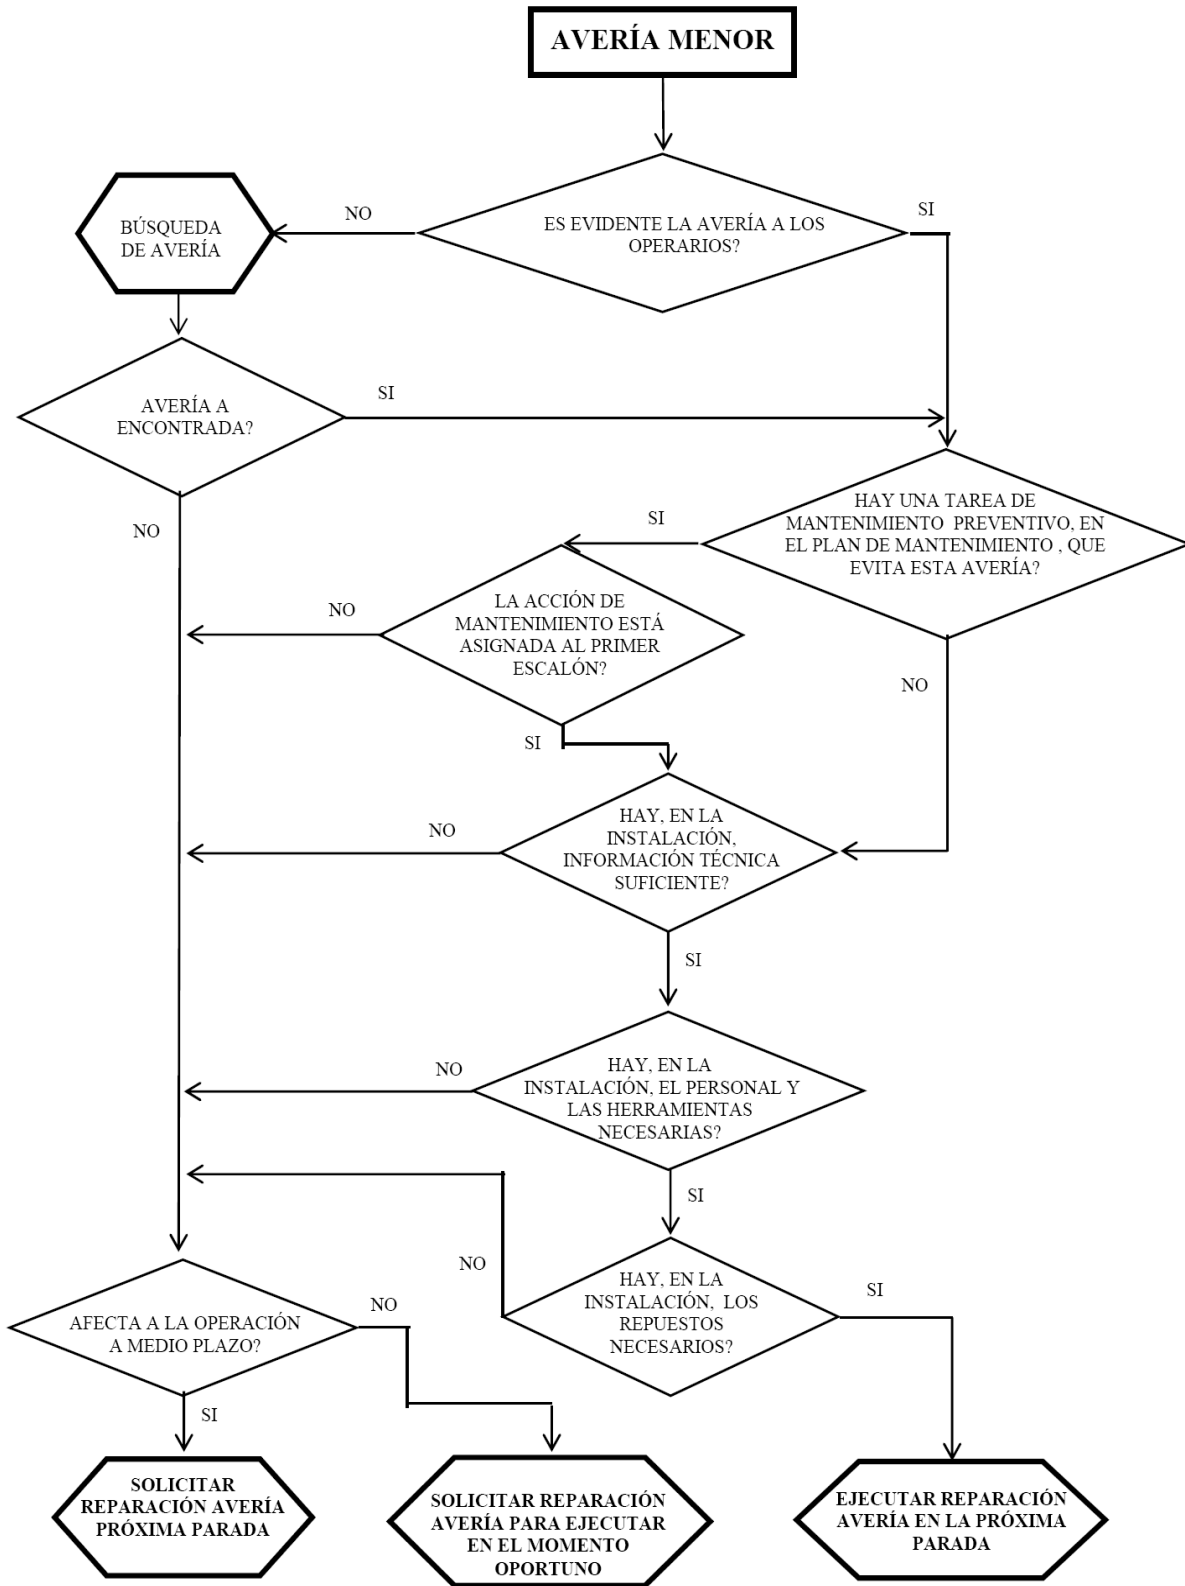 AVERÍA MENOR
ES EVIDENTE LA AVERÍA A LOS
OPERARIOS?
NO
SI
BÚSQUEDA
DE AVERÍA
AVERÍA A
ENCONTRADA?
SI
NO
HAY UNA TAREA DE
MANTENIMIENTO PREVENTIVO, EN
EL PLAN DE MANTENIMIENTO , QUE
EVITA ESTA AVERÍA?
SI
NO
LA ACCIÓN DE
MANTENIMIENTO ESTÁ
ASIGNADA AL PRIMER
ESCALÓN?
NO
SI
HAY, EN LA
INSTALACIÓN,
INFORMACIÓN TÉCNICA
SUFICIENTE?
NO
SI
HAY, EN LA
INSTALACIÓN, EL PERSONAL Y
LAS HERRAMIENTAS
NECESARIAS?
NO
SI
HAY, EN LA
INSTALACIÓN, LOS
REPUESTOS
NECESARIOS?
NO
SI
AFECTA A LA OPERACIÓN
A MEDIO PLAZO?
NO
SI
SOLICITAR
REPARACIÓN AVERÍA
PRÓXIMA PARADA
SOLICITAR REPARACIÓN
AVERÍA PARA EJECUTAR
EN EL MOMENTO
OPORTUNO
EJECUTAR REPARACIÓN
AVERÍA EN LA PRÓXIMA
PARADA